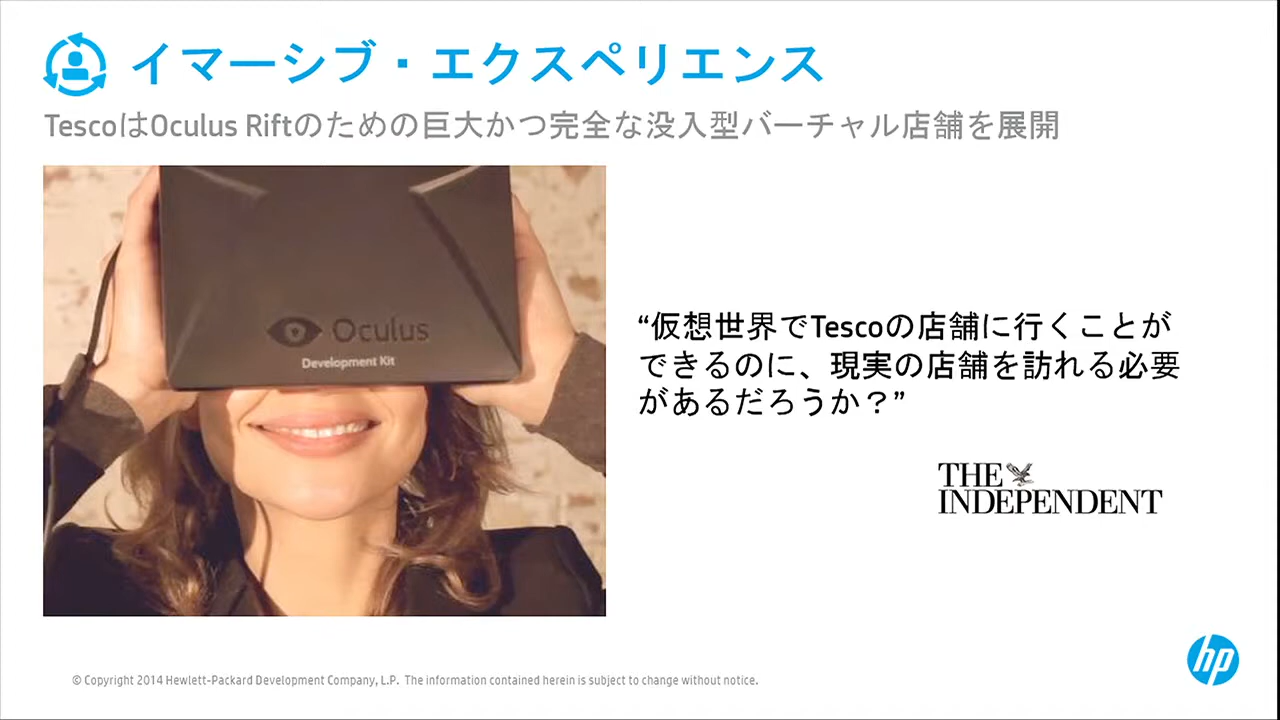 イマーシブ・エクスペリエンス
TescoはOculus Riftのための巨大かつ完全な没入型バーチャル店舗を展開
Oculus
Development Kit
“仮想世界でTescoの店舗に行くことが
できるのに、現実の店舗を訪れる必要
があるだろうか？”
THE
INDEPENDENT
hp
© Copyright 2014 Hewlett-Packard Development Company, L.P. The information contained herein is subject to change without notice.